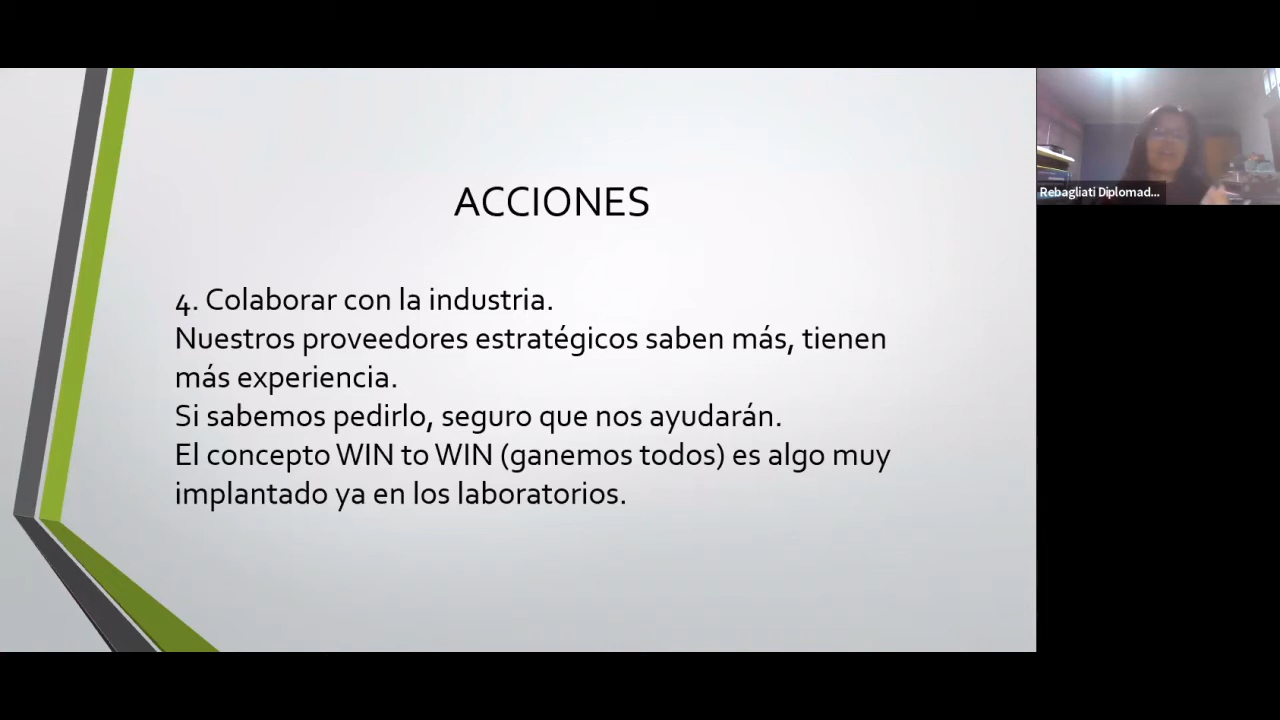 ACCIONES
4. Colaborar con la industria.
Nuestros proveedores estratégicos saben más, tienen
más experiencia.
Si sabemos pedirlo, seguro que nos ayudarán.
El concepto WIN to WIN (ganemos todos) es algo muy
implantado ya en los laboratorios.
Rebagliati Diplomad...